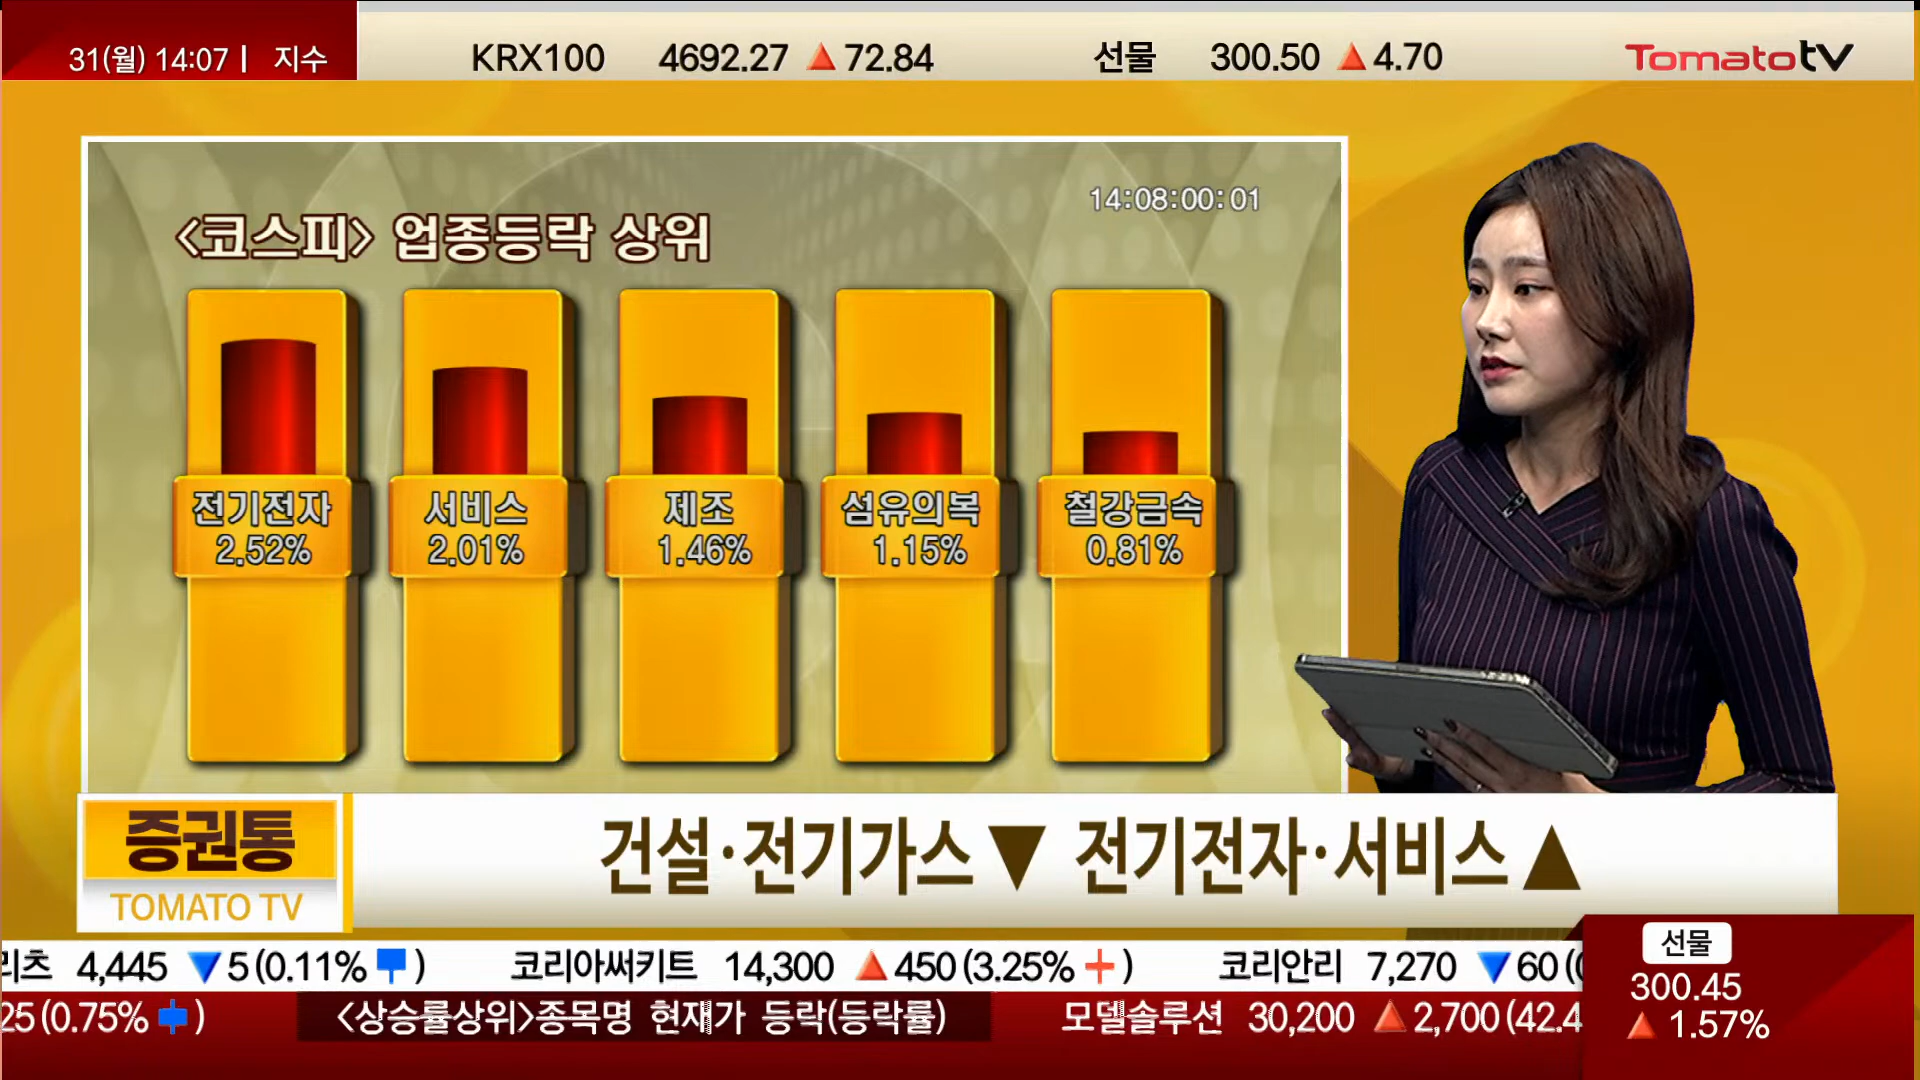 31(월) 14:07 | 지수 KRX100 4692.27 ▲72.84 선물 300.50 ▲4.70 Tomatotv
14:08:00:01
<코스피> 업종등락 상위
전기전자 서비스 제조 섬유의복 철강금속
2.52% 2.01% 1.46% 1.15% 0.81%
증권통
TOMATO TV
건설·전기가스▼ 전기전자·서비스▲
리츠 4,445 ▼5(0.11% ) 코리아써키트 14,300 ▲450(3.25% ) 코리안리 7,270 ▼60
25(0.75% ) <상승률상위>종목명 현재가 등락(등락률) 모델솔루션 30,200 ▲2,700(42.4
선물
300.45
▲ 1.57%